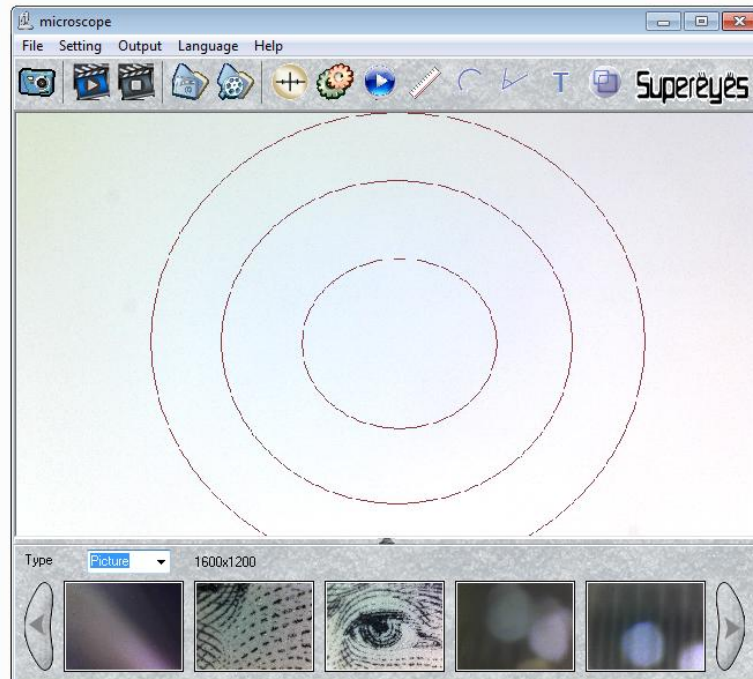 microscope
File Setting Output Language Help
T Supereyes
Type Picture 1600x1200